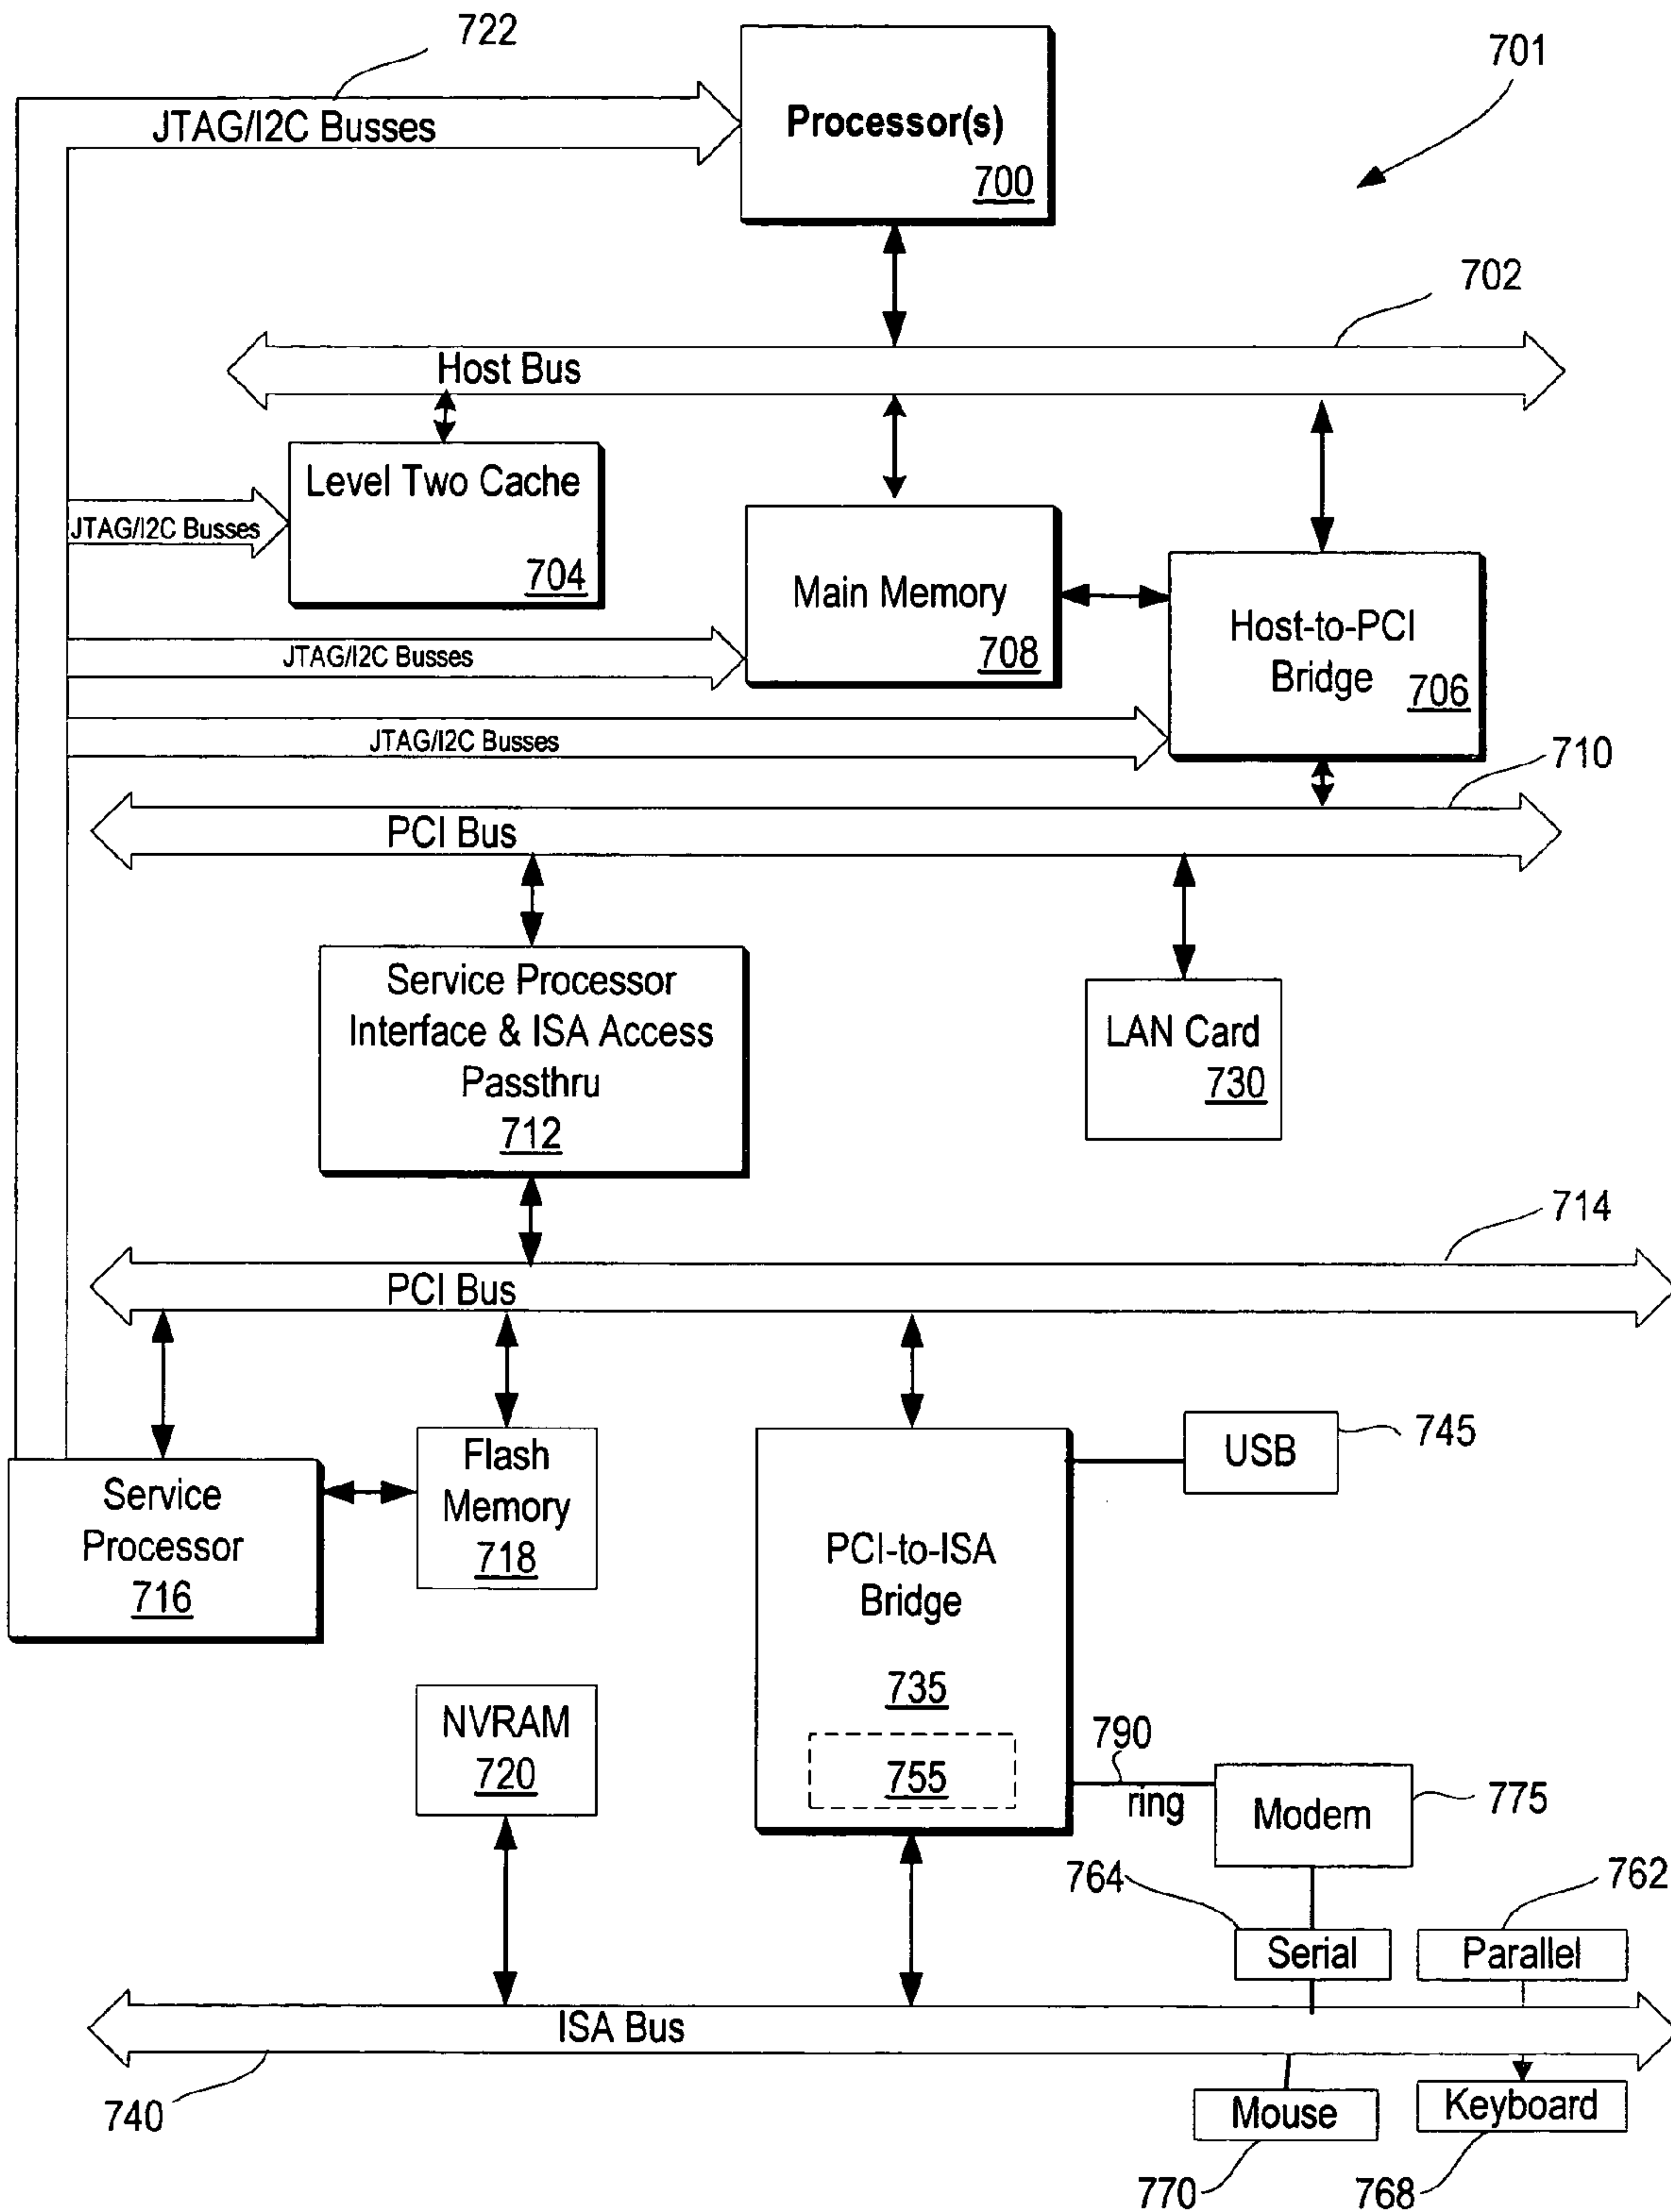 722
701
JTAG/I2C Busses
Processor(s)
700
702
Host Bus
Level Two Cache
704
JTAG/I2C Busses
Main Memory
708
Host-to-PCI
Bridge
706
JTAG/I2C Busses
JTAG/I2C Busses
710
PCI Bus
Service Processor
Interface & ISA Access
Passthru
712
LAN Card
730
714
PCI Bus
Service
Processor
716
Flash
Memory
718
PCI-to-ISA
Bridge
735
755
USB
745
NVRAM
720
790
ring
Modem
775
764
762
Serial
Parallel
ISA Bus
740
Mouse
Keyboard
770
768